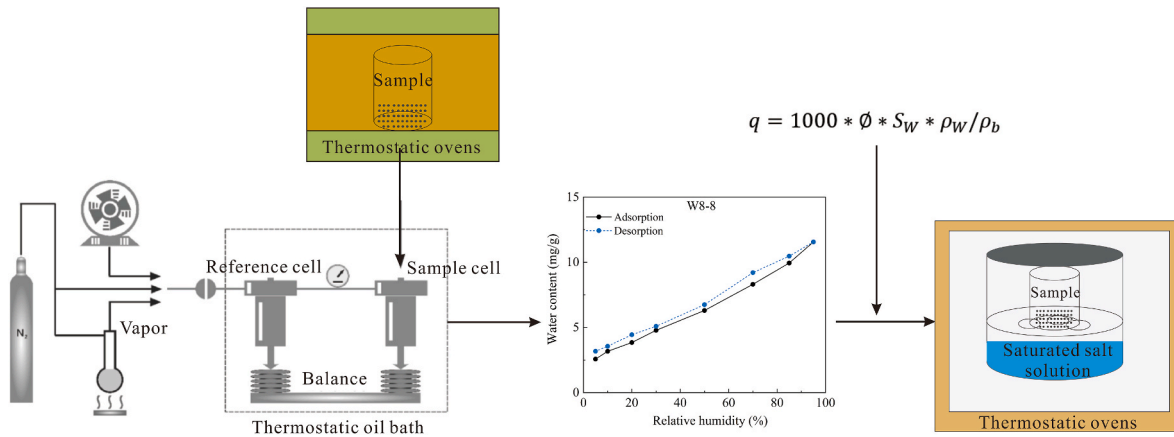 Sample
Thermostatic ovens
q = 1000 * Ø * S_W * ρ_W/ρ_b
N₂
Vapor
Reference cell
Sample cell
Balance
Thermostatic oil bath
W8-8
Adsorption
Desorption
Water content (mg/g)
15
10
5
0
0 20 40 60 80 100
Relative humidity (%)
Sample
Saturated salt
solution
Thermostatic ovens